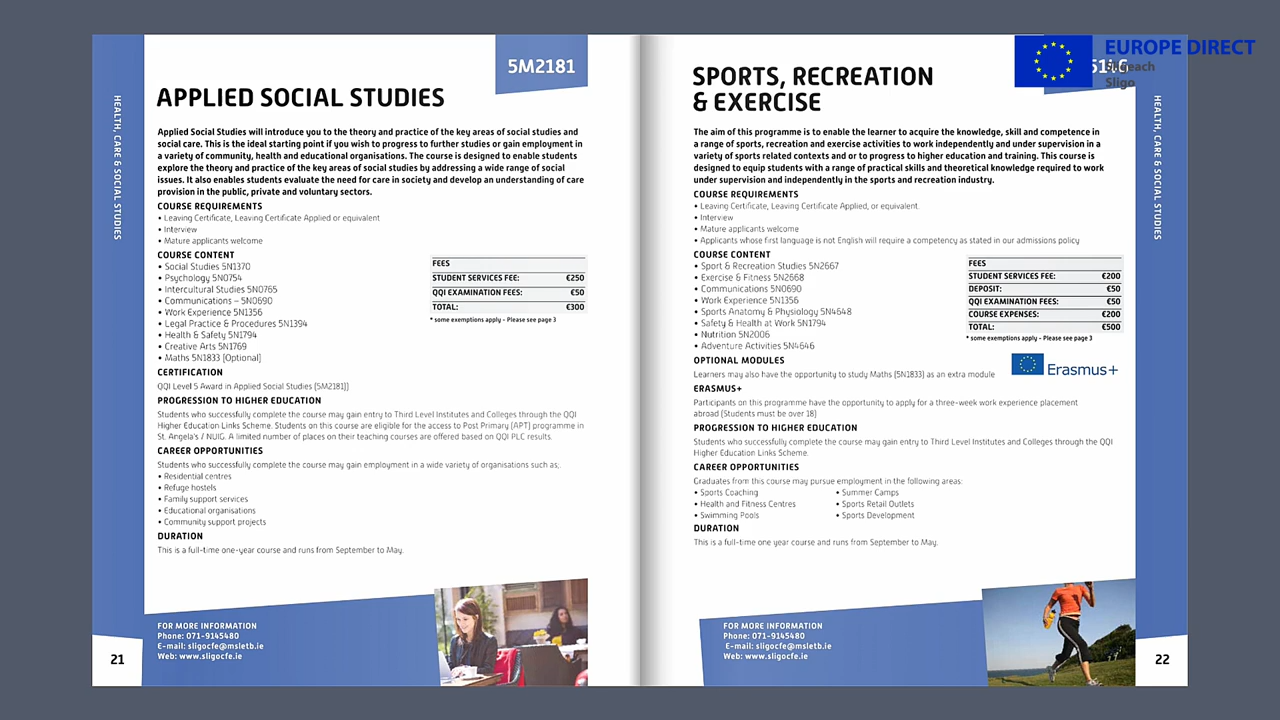 HEALTH, CARE & SOCIAL STUDIES
5M2181
APPLIED SOCIAL STUDIES
Applied Social Studies will introduce you to the theory and practice of the key areas of social studies and
social care. This is the ideal starting point if you wish to progress to further studies or gain employment in
a variety of community, health and educational organisations. The course is designed to enable students
explore the theory and practice of the key areas of social studies by addressing a wide range of social
issues. It also enables students evaluate the need for care in society and develop an understanding of care
provision in the public, private and voluntary sectors.
COURSE REQUIREMENTS
• Leaving Certificate, Leaving Certificate Applied or equivalent
• Interview
• Mature applicants welcome
COURSE CONTENT
• Social Studies 5N1370
• Psychology 5N0754
• Intercultural Studies 5N0765
• Communications – 5N0690
• Work Experience 5N1356
• Legal Practice & Procedures 5N1394
• Health & Safety 5N1794
• Creative Arts 5N1769
• Maths 5N1833 [Optional]
FEES
STUDENT SERVICES FEE: €250
QQI EXAMINATION FEES: €50
TOTAL: €300
* some exemptions apply - Please see page 3
CERTIFICATION
QQI Level 5 Award in Applied Social Studies (5M2181))
PROGRESSION TO HIGHER EDUCATION
Students who successfully complete the course may gain entry to Third Level Institutes and Colleges through the QQI
Higher Education Links Scheme. Students on this course are eligible for the access to Post Primary (APT) programme in
St. Angela's / NUIG. A limited number of places on their teaching courses are offered based on QQI PLC results.
CAREER OPPORTUNITIES
Students who successfully complete the course may gain employment in a wide variety of organisations such as;.
• Residential centres
• Refuge hostels
• Family support services
• Educational organisations
• Community support projects
DURATION
This is a full-time one-year course and runs from September to May.
FOR MORE INFORMATION
Phone: 071-9145480
E-mail: sligocfe@msletb.ie
Web: www.sligocfe.ie
21
EUROPE DIRECT
Sligeach
Sligo
SPORTS, RECREATION
& EXERCISE
HEALTH, CARE & SOCIAL STUDIES
The aim of this programme is to enable the learner to acquire the knowledge, skill and competence in
a range of sports, recreation and exercise activities to work independently and under supervision in a
variety of sports related contexts and or to progress to higher education and training. This course is
designed to equip students with a range of practical skills and theoretical knowledge required to work
under supervision and independently in the sports and recreation industry.
COURSE REQUIREMENTS
• Leaving Certificate, Leaving Certificate Applied, or equivalent.
• Interview
• Mature applicants welcome
• Applicants whose first language is not English will require a competency as stated in our admissions policy
COURSE CONTENT
• Sport & Recreation Studies 5N2667
• Exercise & Fitness 5N2668
• Communications 5N0690
• Work Experience 5N1356
• Sports Anatomy & Physiology 5N4648
• Safety & Health at Work 5N1794
• Nutrition 5N2006
• Adventure Activities 5N4646
FEES
STUDENT SERVICES FEE: €200
DEPOSIT: €50
QQI EXAMINATION FEES: €50
COURSE EXPENSES: €200
TOTAL: €500
* some exemptions apply - Please see page 3
OPTIONAL MODULES
Learners may also have the opportunity to study Maths (5N1833) as an extra module
Erasmus+
ERASMUS+
Participants on this programme have the opportunity to apply for a three-week work experience placement
abroad (Students must be over 18)
PROGRESSION TO HIGHER EDUCATION
Students who successfully complete the course may gain entry to Third Level Institutes and Colleges through the QQI
Higher Education Links Scheme.
CAREER OPPORTUNITIES
Graduates from this course may pursue employment in the following areas:
• Sports Coaching
• Health and Fitness Centres
• Swimming Pools
• Summer Camps
• Sports Retail Outlets
• Sports Development
DURATION
This is a full-time one year course and runs from September to May.
FOR MORE INFORMATION
Phone: 071-9145480
E-mail: sligocfe@msletb.ie
Web: www.sligocfe.ie
22